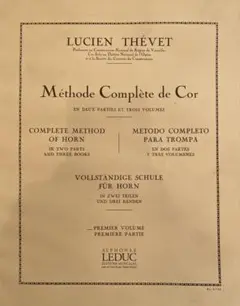 LUCIEN THÉVET
Méthode Complète de Cor
EN DEUX PARTIES ET TROIS VOLUMES
COMPLETE METHOD
OF HORN
IN TWO PARTS
AND THREE BOOKS
METODO COMPLETO
PARA TROMPA
EN DOS PARTES
Y TRES VOLUMENES
VOLLSTÄNDIGE SCHULE
FÜR HORN
IN ZWEI TEILEN
UND DREI BÄNDEN
PREMIER VOLUME
PREMIÈRE PARTIE
ALPHONSE
LEDUC